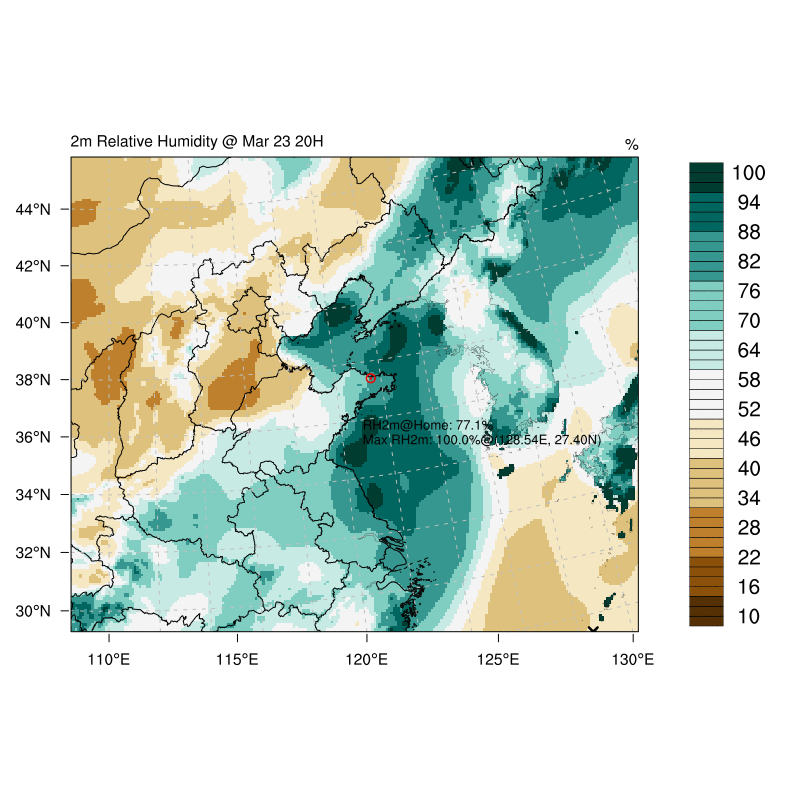 2m Relative Humidity @ Mar 23 20H
%
44°N
42°N
40°N
38°N
36°N
34°N
32°N
30°N
110°E
115°E
120°E
125°E
130°E
RH2m@Home: 77.1%
Max RH2m: 100.0%@(128.54E, 27.40N)
100
94
88
82
76
70
64
58
52
46
40
34
28
22
16
10